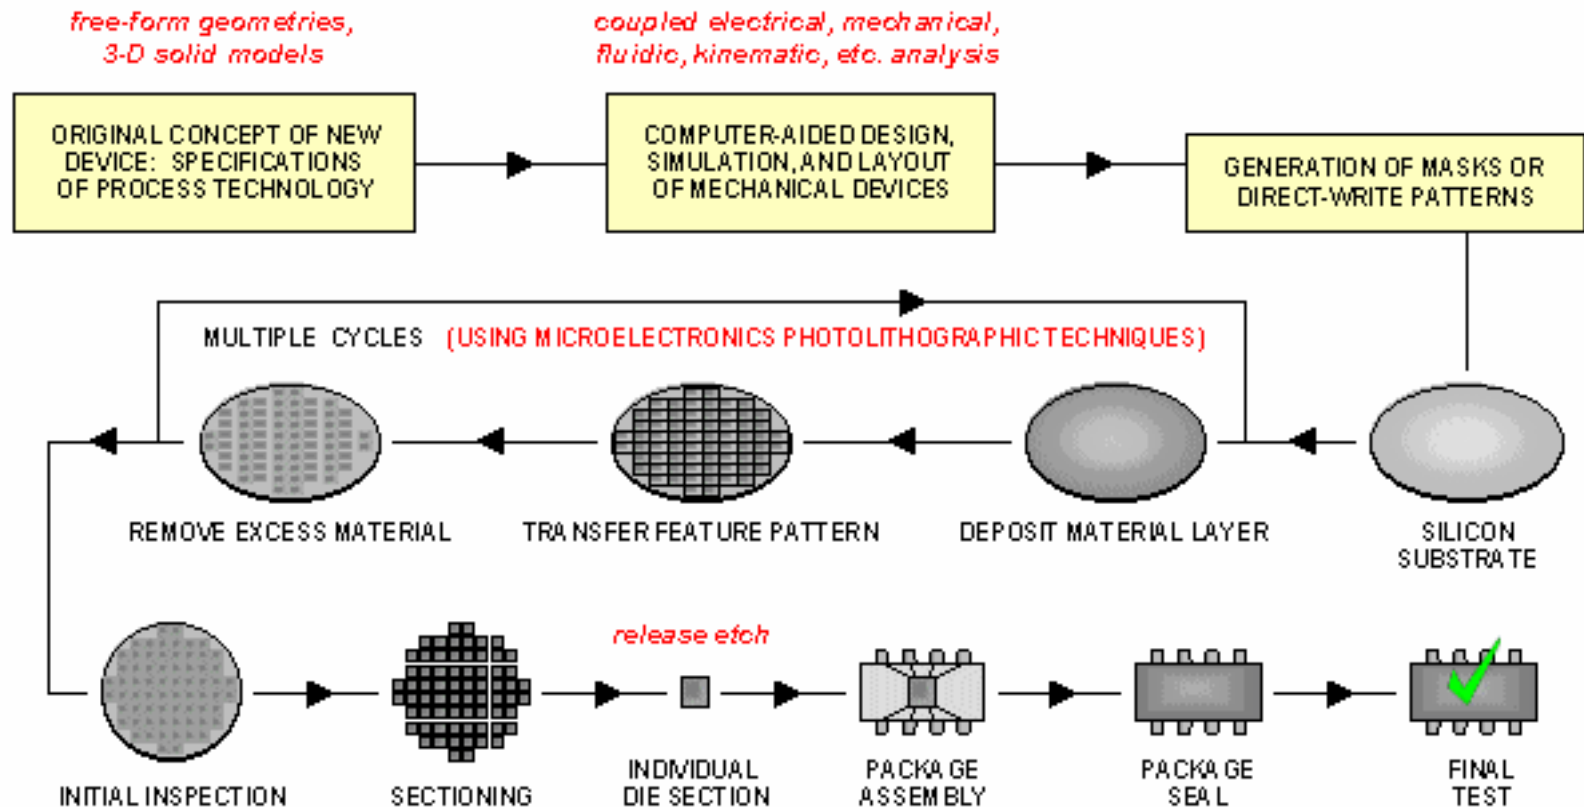 free-form geometries,
3-D solid models
coupled electrical, mechanical,
fluidic, kinematic, etc. analysis
ORIGINAL CONCEPT OF NEW
DEVICE: SPECIFICATIONS
OF PROCESS TECHNOLOGY
COMPUTER-AIDED DESIGN,
SIMULATION, AND LAYOUT
OF MECHANICAL DEVICES
GENERATION OF MASKS OR
DIRECT-WRITE PATTERNS
MULTIPLE CYCLES (USING MICROELECTRONICS PHOTOLITHOGRAPHIC TECHNIQUES)
REMOVE EXCESS MATERIAL
TRANSFER FEATURE PATTERN
DEPOSIT MATERIAL LAYER
SILICON
SUBSTRATE
release etch
INITIAL INSPECTION
SECTIONING
INDIVIDUAL
DIE SECTION
PACKAGE
ASSEMBLY
PACKAGE
SEAL
FINAL
TEST